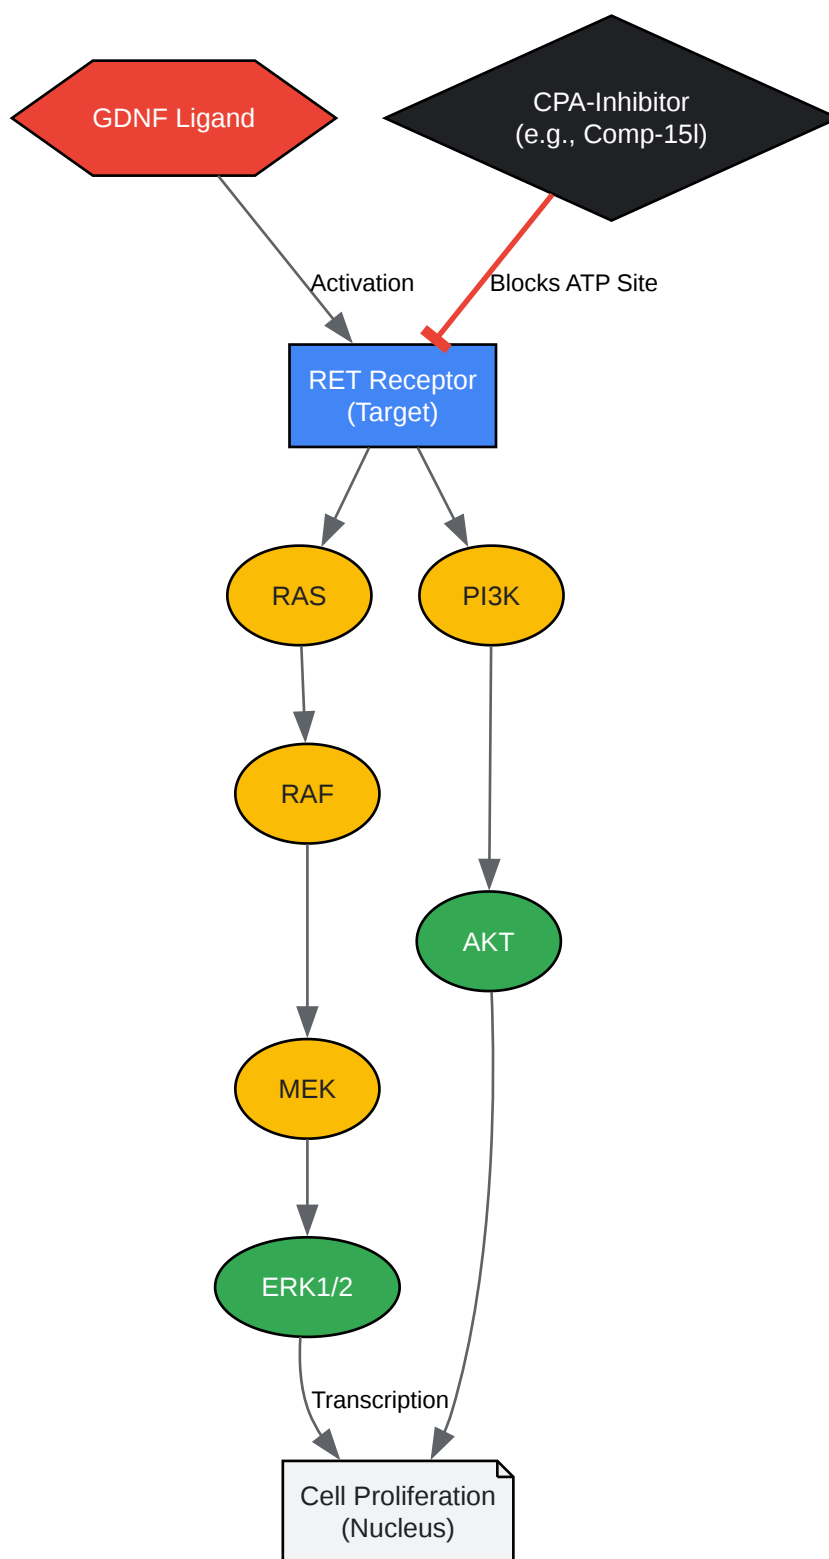 GDNF Ligand
CPA-Inhibitor
(e.g., Comp-15l)
Activation
Blocks ATP Site
RET Receptor
(Target)
RAS
PI3K
RAF
AKT
MEK
ERK1/2
Transcription
Cell Proliferation
(Nucleus)